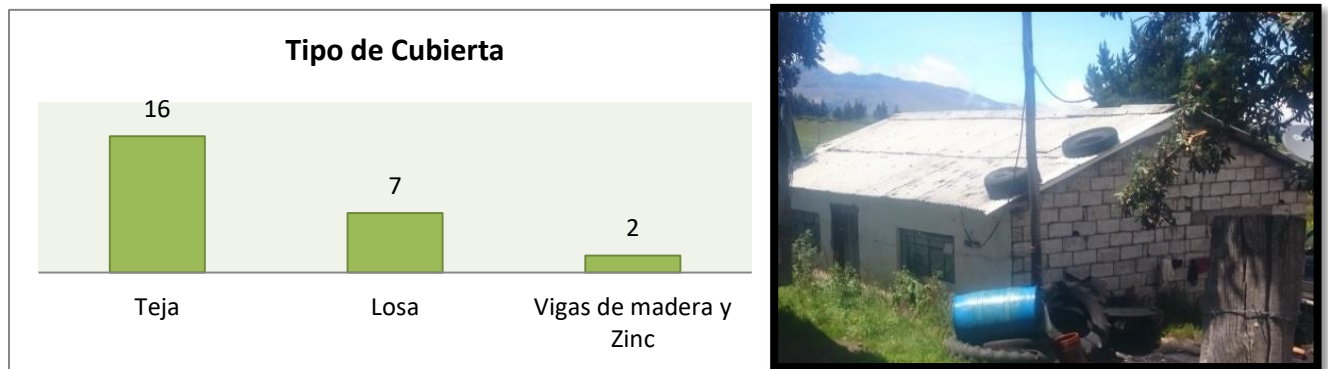 Tipo de Cubierta
16
7
2
Teja
Losa
Vigas de madera y
Zinc